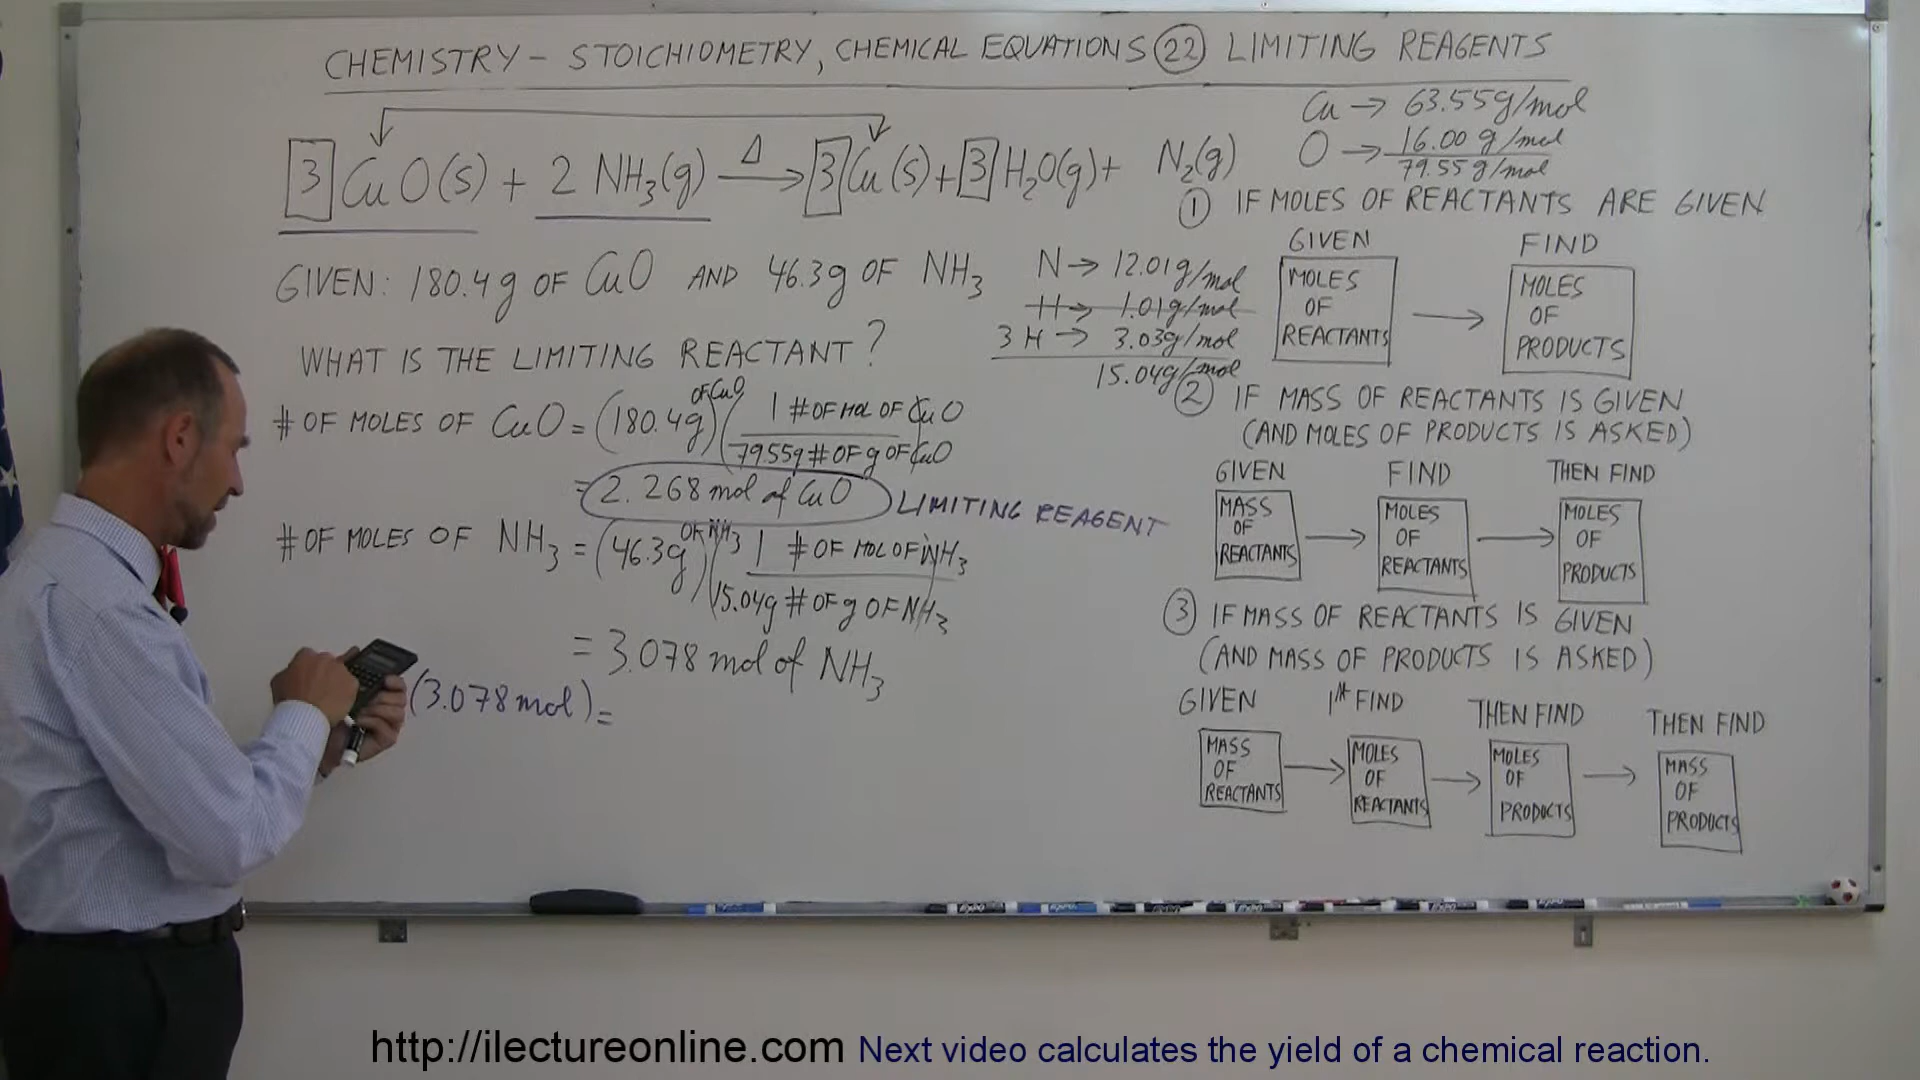 CHEMISTRY – STOICHIOMETRY, CHEMICAL EQUATIONS 22 LIMITING REAGENTS
3 CuO(s) + 2 NH3(g) Δ→ 3 Cu(s) + 3 H2O(g) + N2(g)
Cu → 63.55g/mol
O → 16.00 g/mol
79.55g/mol
GIVEN: 180.4g OF CuO AND 46.3g OF NH3
N → 12.01g/mol
H → 1.01g/mol
3 H → 3.03g/mol
15.04g/mol
WHAT IS THE LIMITING REACTANT?
# OF MOLES OF CuO = (180.4g of CuO) (1 # OF MOL OF CuO
79.55g # OF g OF CuO
= 2.268 mol of CuO LIMITING REAGENT
# OF MOLES OF NH3 = (46.3g OF NH3) (1 # OF MOL OF NH3
15.04g # OF g OF NH3
= 3.078 mol of NH3
(3.078 mol) =
1 IF MOLES OF REACTANTS ARE GIVEN
GIVEN FIND
MOLES OF REACTANTS → MOLES OF PRODUCTS
2 IF MASS OF REACTANTS IS GIVEN
(AND MOLES OF PRODUCTS IS ASKED)
GIVEN FIND THEN FIND
MASS OF REACTANTS → MOLES OF REACTANTS → MOLES OF PRODUCTS
3 IF MASS OF REACTANTS IS GIVEN
(AND MASS OF PRODUCTS IS ASKED)
GIVEN 1st FIND THEN FIND THEN FIND
MASS OF REACTANTS → MOLES OF REACTANTS → MOLES OF PRODUCTS → MASS OF PRODUCTS
http://ilectureonline.com Next video calculates the yield of a chemical reaction.